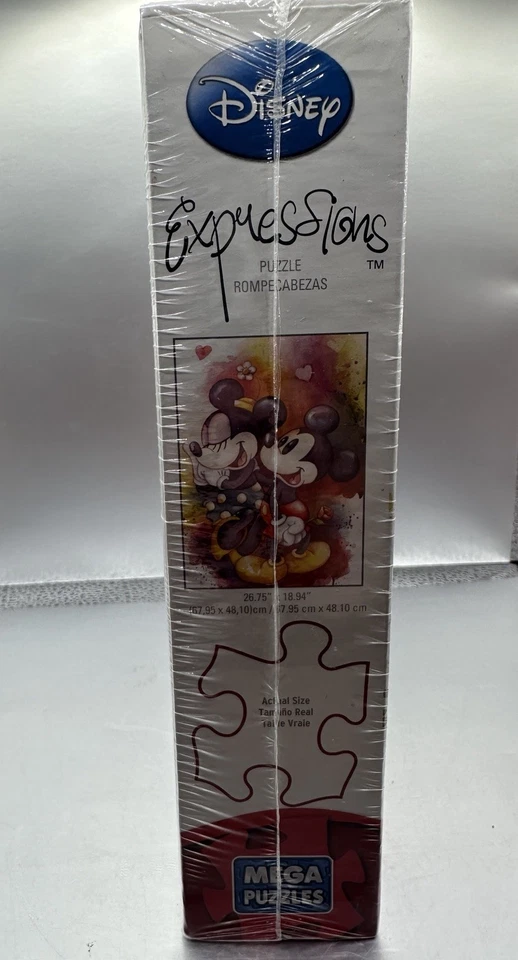 Disney
Expressions
TM
PUZZLE
ROMPECABEZAS
26.75" x 18.94"
(67,95 x 48,10)cm / 67.95 cm x 48.10 cm
Actual Size
Tamaño Real
Taille Vraie
MEGA
PUZZLES